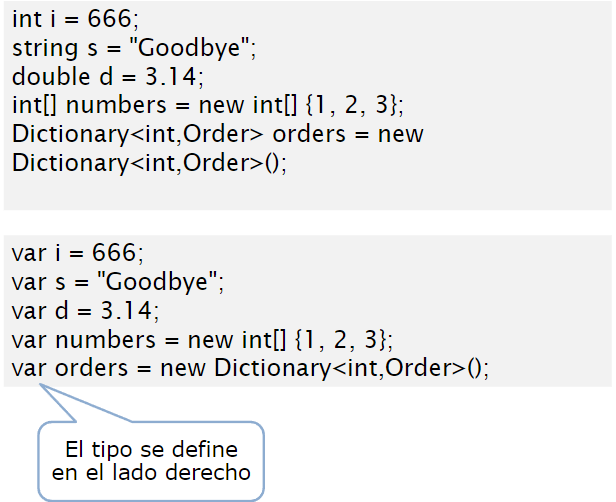 int i = 666;
string s = "Goodbye";
double d = 3.14;
int[] numbers = new int[] {1, 2, 3};
Dictionary<int,Order> orders = new
Dictionary<int,Order>();
var i = 666;
var s = "Goodbye";
var d = 3.14;
var numbers = new int[] {1, 2, 3};
var orders = new Dictionary<int,Order>();
El tipo se define
en el lado derecho